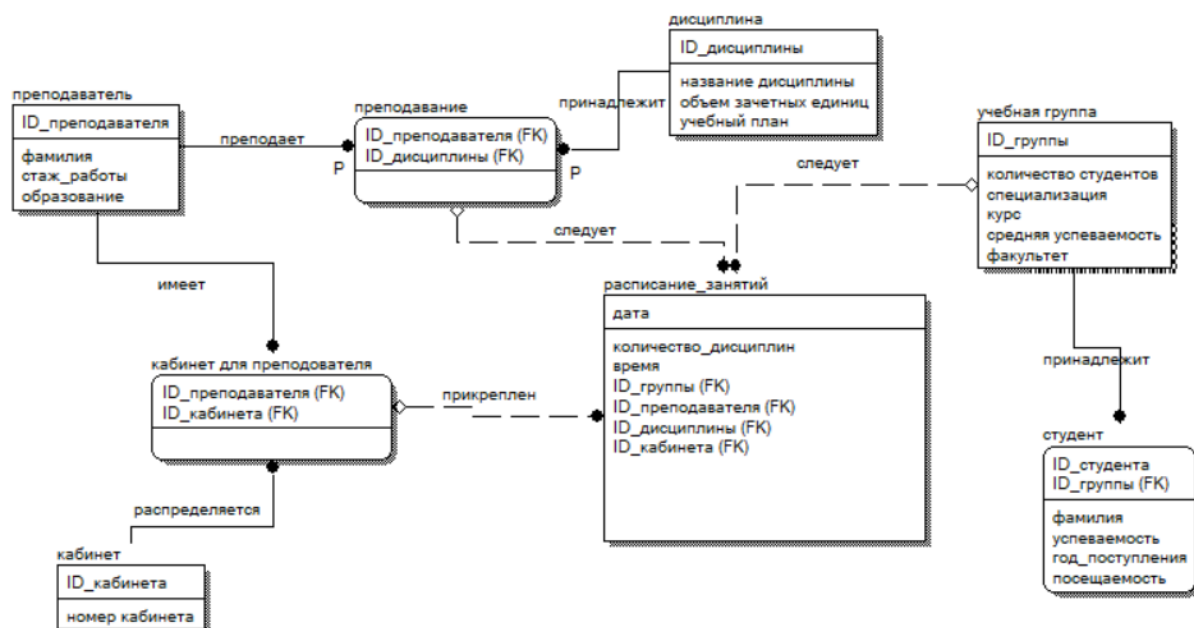 дисциплина
ID_дисциплины
название дисциплины
объем зачетных единиц
учебный план
преподаватель
ID_преподавателя
фамилия
стаж_работы
образование
преподает
Р
преподавание
ID_преподавателя (FK)
ID_дисциплины (FK)
принадлежит
Р
учебная группа
ID_группы
количество студентов
специализация
курс
средняя успеваемость
факультет
следует
следует
имеет
расписание_занятий
дата
количество_дисциплин
время
ID_группы (FK)
ID_преподавателя (FK)
ID_дисциплины (FK)
ID_кабинета (FK)
кабинет для преподователя
ID_преподавателя (FK)
ID_кабинета (FK)
прикреплен
принадлежит
студент
ID_студента
ID_группы (FK)
фамилия
успеваемость
год_поступления
посещаемость
распределяется
кабинет
ID_кабинета
номер кабинета